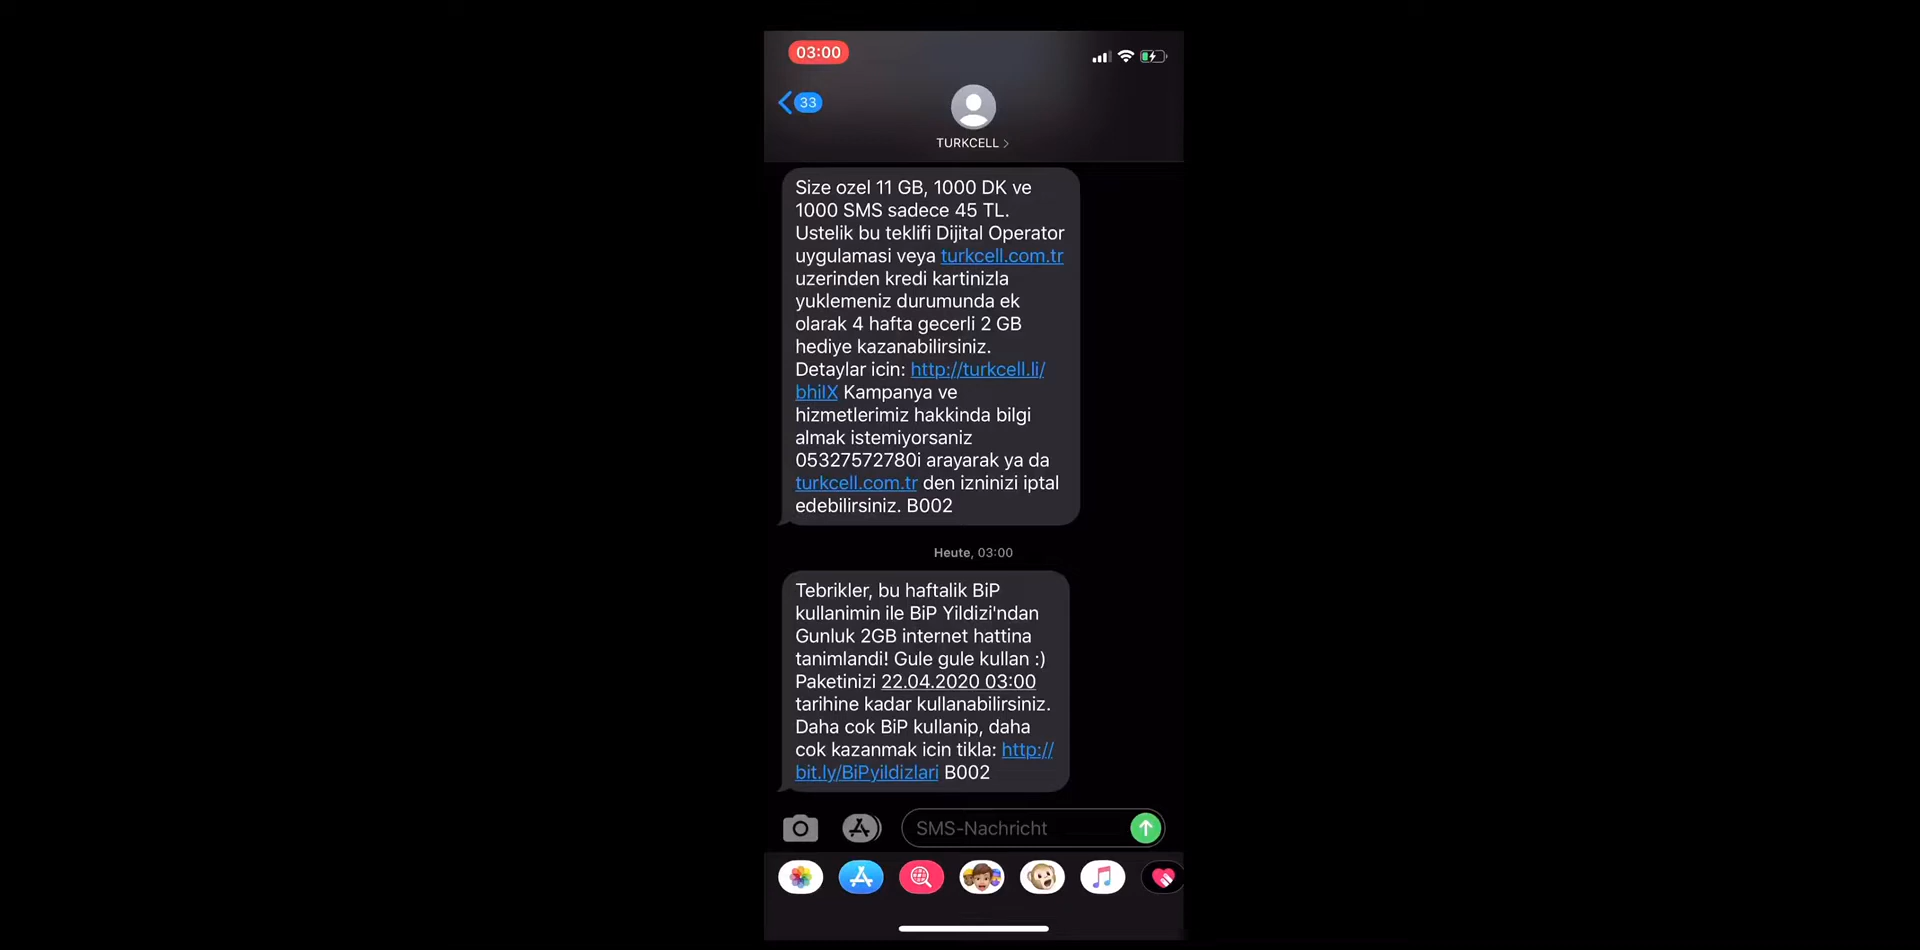 03:00
33
TURKCELL
Size ozel 11 GB, 1000 DK ve
1000 SMS sadece 45 TL.
Ustelik bu teklifi Dijital Operator
uygulamasi veya turkcell.com.tr
uzerinden kredi kartinizla
yuklemeniz durumunda ek
olarak 4 hafta gecerli 2 GB
hediye kazanabilirsiniz.
Detaylar icin: http://turkcell.li/
bhiIX Kampanya ve
hizmetlerimiz hakkinda bilgi
almak istemiyorsaniz
05327572780i arayarak ya da
turkcell.com.tr den izninizi iptal
edebilirsiniz. B002
Heute, 03:00
Tebrikler, bu haftalik BiP
kullanimin ile BiP Yildizi'ndan
Gunluk 2GB internet hattina
tanimlandi! Gule gule kullan :)
Paketinizi 22.04.2020 03:00
tarihine kadar kullanabilirsiniz.
Daha cok BiP kullanip, daha
cok kazanmak icin tikla: http://
bit.ly/BiPyildizlari B002
SMS-Nachricht